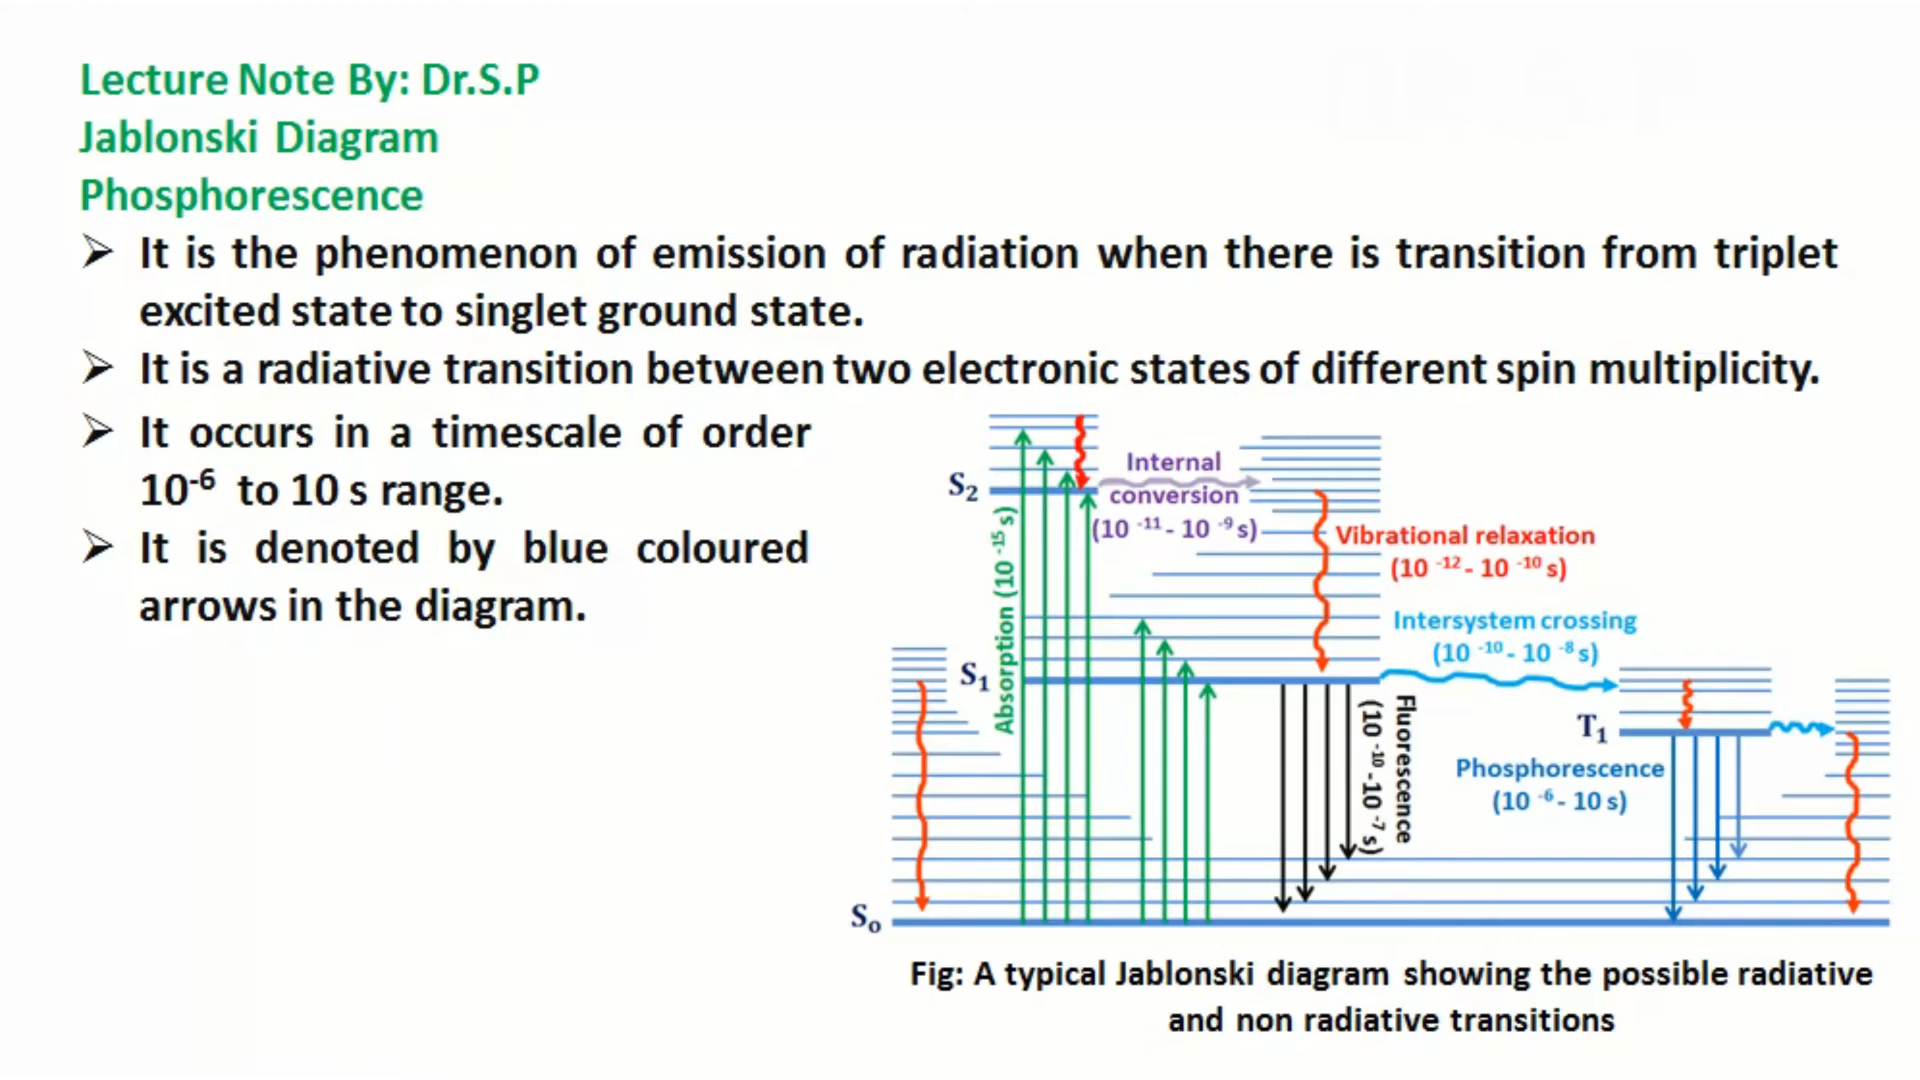 Lecture Note By: Dr.S.P
Jablonski Diagram
Phosphorescence
➢ It is the phenomenon of emission of radiation when there is transition from triplet
excited state to singlet ground state.
➢ It is a radiative transition between two electronic states of different spin multiplicity.
➢ It occurs in a timescale of order
10⁻⁶ to 10 s range.
➢ It is denoted by blue coloured
arrows in the diagram.
S₂
Internal
conversion
(10 ⁻¹¹ - 10 ⁻⁹ s)
Absorption (10 ⁻¹⁵ s)
Vibrational relaxation
(10 ⁻¹² - 10 ⁻¹⁰ s)
Intersystem crossing
(10 ⁻¹⁰ - 10 ⁻⁸ s)
S₁
Fluorescence
(10 ⁻¹⁰ - 10 ⁻⁷ s)
T₁
Phosphorescence
(10 ⁻⁶ - 10 s)
S₀
Fig: A typical Jablonski diagram showing the possible radiative
and non radiative transitions